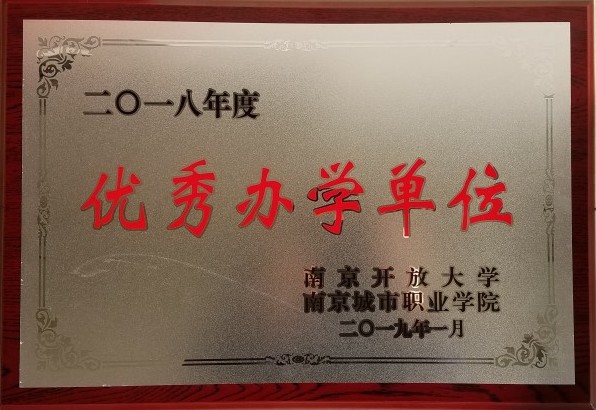 二〇一八年度
优秀办学单位
南京开放大学
南京城市职业学院
二〇一九年一月